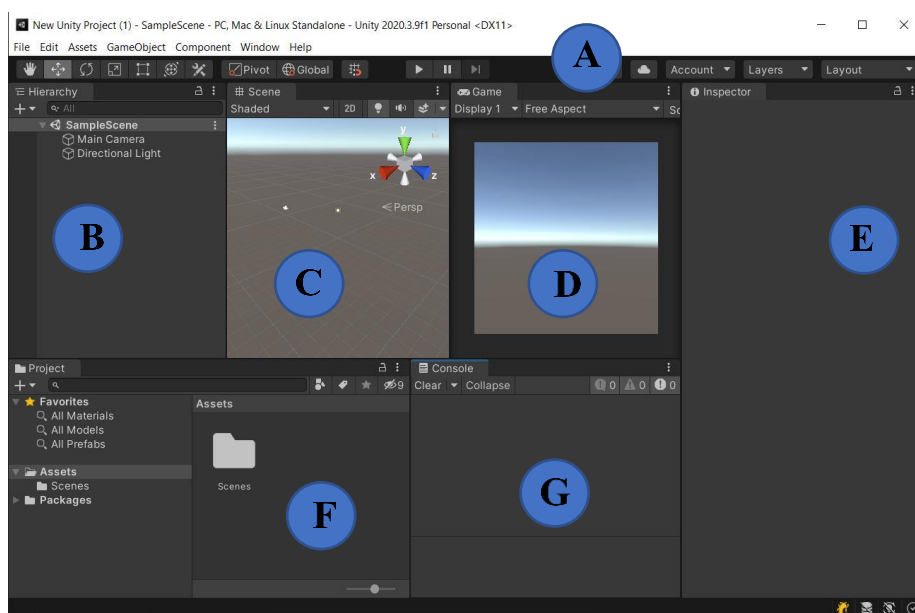 New Unity Project (1) - SampleScene - PC, Mac & Linux Standalone - Unity 2020.3.9f1 Personal <DX11>
File Edit Assets GameObject Component Window Help
Pivot Global A Account Layers Layout
Hierarchy
All
SampleScene
Main Camera
Directional Light
B
Scene
Shaded 2D
y
x z
Persp
C
Game
Display 1 Free Aspect Sc
D
Inspector
E
Project
9
Favorites
All Materials
All Models
All Prefabs
Assets
Scenes
Packages
Assets
Scenes
F
Console
Clear Collapse 0 0 0
G